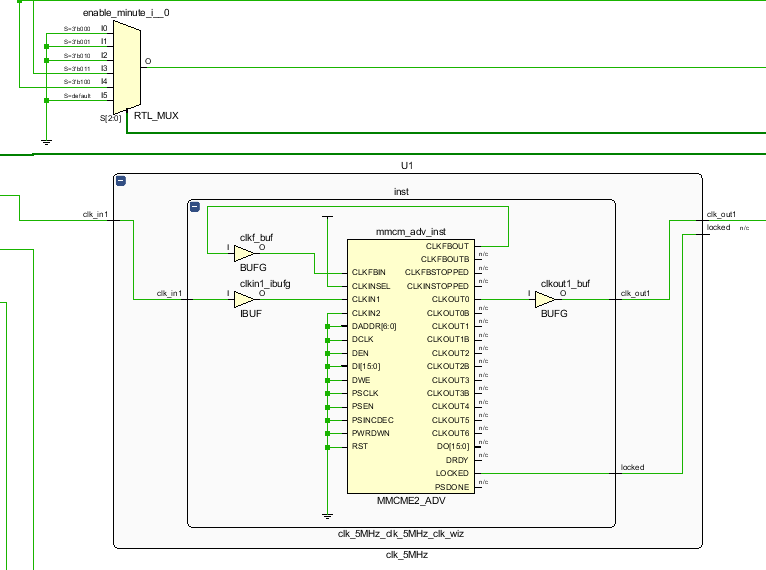 enable_minute_i__0
S=3'b000 I0
S=3'b001 I1
S=3'b010 I2
S=3'b011 I3
S=3'b100 I4
S=default I5
O
S[2:0]
RTL_MUX
U1
inst
clk_in1
clk_in1
clkf_buf
I O
BUFG
clkin1_ibufg
I O
IBUF
mmcm_adv_inst
CLKFBOUT
CLKFBOUTB n/c
CLKFBIN CLKFBSTOPPED n/c
CLKINSEL CLKINSTOPPED n/c
CLKIN1 CLKOUT0
CLKIN2 CLKOUT0B n/c
DADDR[6:0] CLKOUT1 n/c
DCLK CLKOUT1B n/c
DEN CLKOUT2 n/c
DI[15:0] CLKOUT2B n/c
DWE CLKOUT3 n/c
PSCLK CLKOUT3B n/c
PSEN CLKOUT4 n/c
PSINCDEC CLKOUT5 n/c
PWRDWN CLKOUT6 n/c
RST DO[15:0] n/c
DRDY n/c
LOCKED
PSDONE n/c
MMCME2_ADV
clkout1_buf
I O
BUFG
clk_out1
locked
clk_out1
locked n/c
clk_5MHz_clk_5MHz_clk_wiz
clk_5MHz